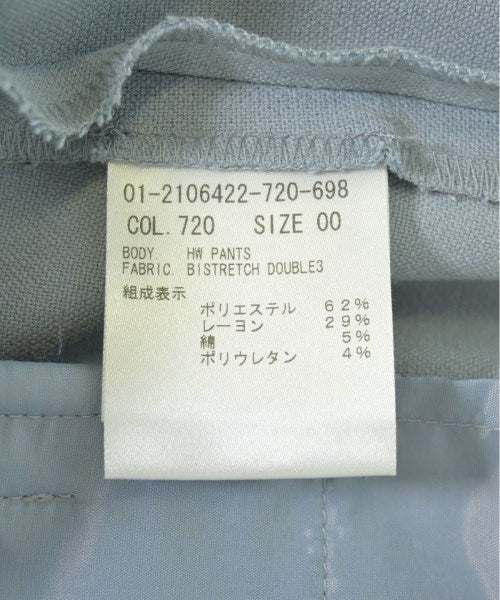 01-2106422-720-698
COL. 720 SIZE 00
BODY. HW PANTS
FABRIC. BISTRETCH DOUBLE3
組成表示
ポリエステル 62%
レーヨン 29%
綿 5%
ポリウレタン 4%